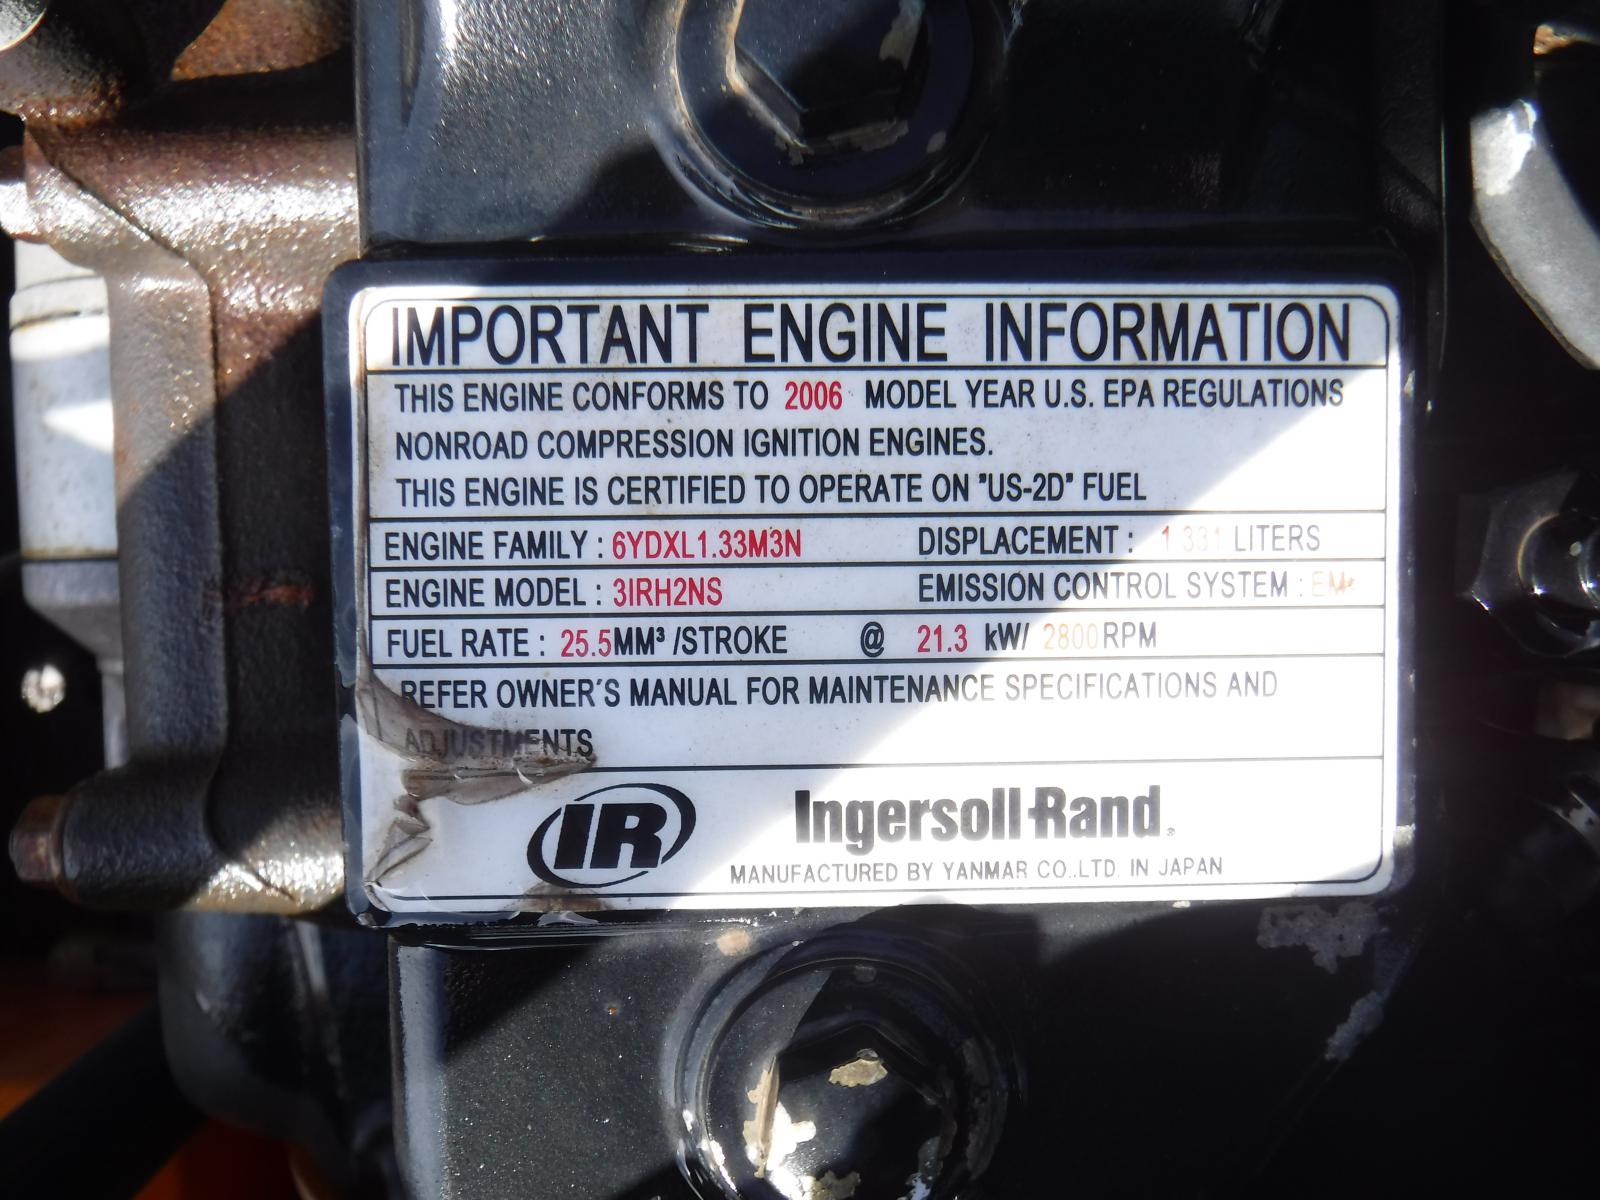 IMPORTANT ENGINE INFORMATION
THIS ENGINE CONFORMS TO 2006 MODEL YEAR U.S. EPA REGULATIONS
NONROAD COMPRESSION IGNITION ENGINES.
THIS ENGINE IS CERTIFIED TO OPERATE ON "US-2D" FUEL
ENGINE FAMILY : 6YDXL1.33M3N DISPLACEMENT : 1.331 LITERS
ENGINE MODEL : 3IRH2NS EMISSION CONTROL SYSTEM : EM
FUEL RATE : 25.5MM³ /STROKE @ 21.3 kW/ 2800RPM
REFER OWNER'S MANUAL FOR MAINTENANCE SPECIFICATIONS AND
ADJUSTMENTS
IR Ingersoll-Rand®
MANUFACTURED BY YANMAR CO.,LTD. IN JAPAN